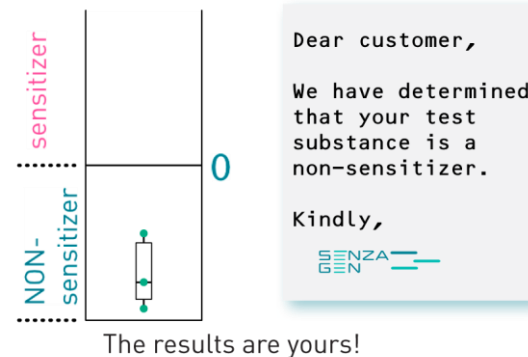 sensitizer
NON-
sensitizer
0
Dear customer,
We have determined
that your test
substance is a
non-sensitizer.
Kindly,
SENZA
GEN
The results are yours!